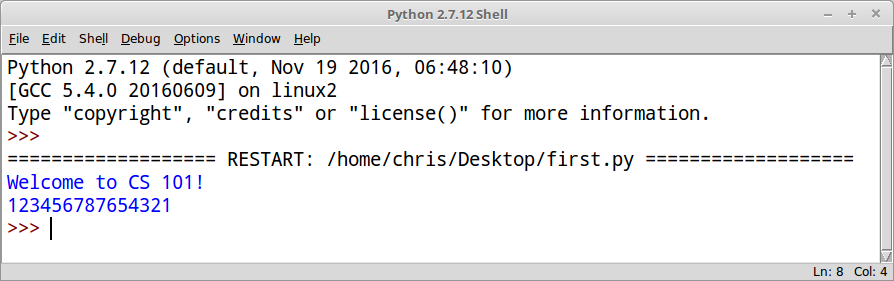 Python 2.7.12 Shell
File Edit Shell Debug Options Window Help
Python 2.7.12 (default, Nov 19 2016, 06:48:10)
[GCC 5.4.0 20160609] on linux2
Type "copyright", "credits" or "license()" for more information.
>>>
=================== RESTART: /home/chris/Desktop/first.py ===================
Welcome to CS 101!
123456787654321
>>>
Ln: 8 Col: 4